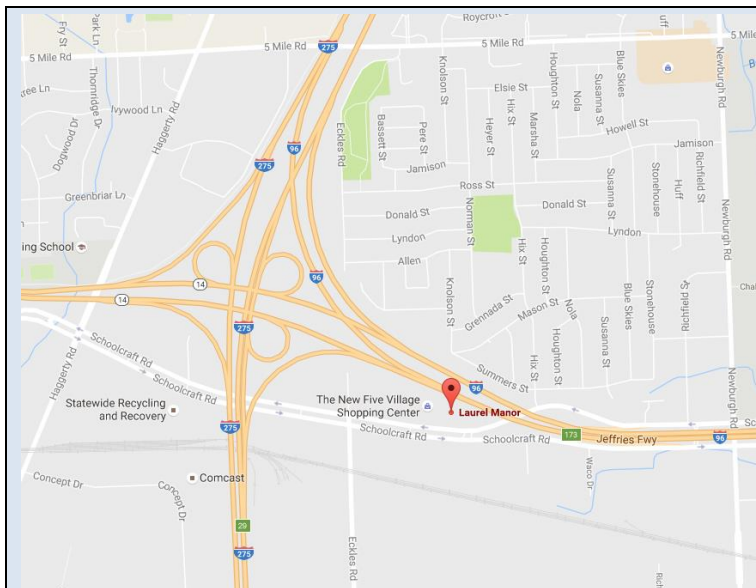 Roycroft
5 Mile Rd
275
5 Mile Rd
5 Mile
Fry St
Park Ln
Thornridge Dr
Ivywood Ln
Dogwood Dr
Haggerty Rd
Greenbriar Ln
275
96
Eckles Rd
Bassett St
Pere St
Knolson St
Elsie St
Heyer St
Hix St
Marsha St
Houghton St
Nola
Susanna St
Blue Skies
Newburgh Rd
Howell St
Jamison
Jamison
Ross St
Richfield St
Huff
Stonehouse
Susanna St
Donald St
Donald St
Norman St
Lyndon
Lyndon
Allen
Hix St
Houghton St
Newburgh Rd
ing School
14
14
96
275
Knolson St
Grennada St
Mason St
Nola
Susanna St
Blue Skies
Stonehouse
Richfield St
Hix St
Houghton St
Summers St
96
Schoolcraft Rd
Schoolcraft Rd
Haggerty Rd
Statewide Recycling
and Recovery
The New Five Village
Shopping Center
Laurel Manor
Newburgh Rd
275
Schoolcraft Rd
Schoolcraft Rd
173
Jeffries Fwy
96
Waco Dr
Comcast
Concept Dr
Concept Dr
29
275
Eckles Rd